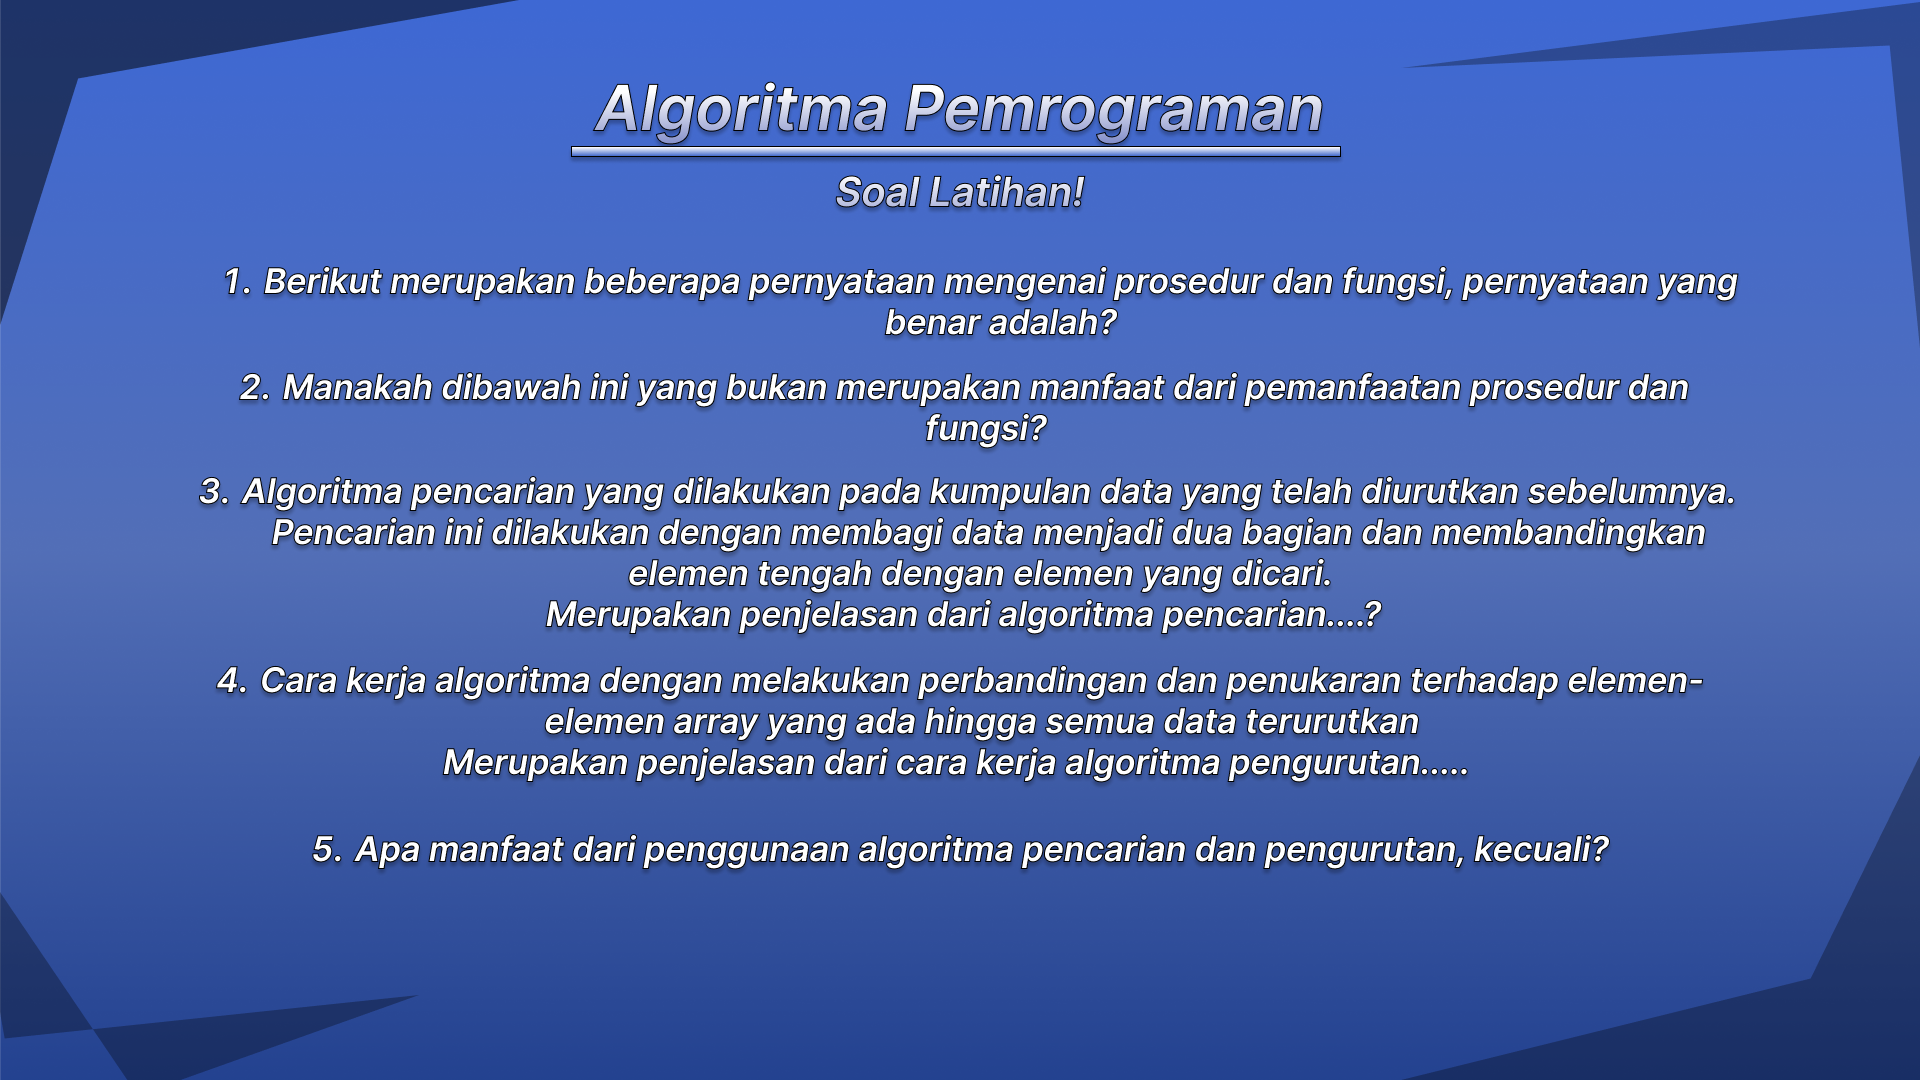 Algoritma Pemrograman
Soal Latihan!
1. Berikut merupakan beberapa pernyataan mengenai prosedur dan fungsi, pernyataan yang
benar adalah?
2. Manakah dibawah ini yang bukan merupakan manfaat dari pemanfaatan prosedur dan
fungsi?
3. Algoritma pencarian yang dilakukan pada kumpulan data yang telah diurutkan sebelumnya.
Pencarian ini dilakukan dengan membagi data menjadi dua bagian dan membandingkan
elemen tengah dengan elemen yang dicari.
Merupakan penjelasan dari algoritma pencarian....?
4. Cara kerja algoritma dengan melakukan perbandingan dan penukaran terhadap elemen-
elemen array yang ada hingga semua data terurutkan
Merupakan penjelasan dari cara kerja algoritma pengurutan.....
5. Apa manfaat dari penggunaan algoritma pencarian dan pengurutan, kecuali?